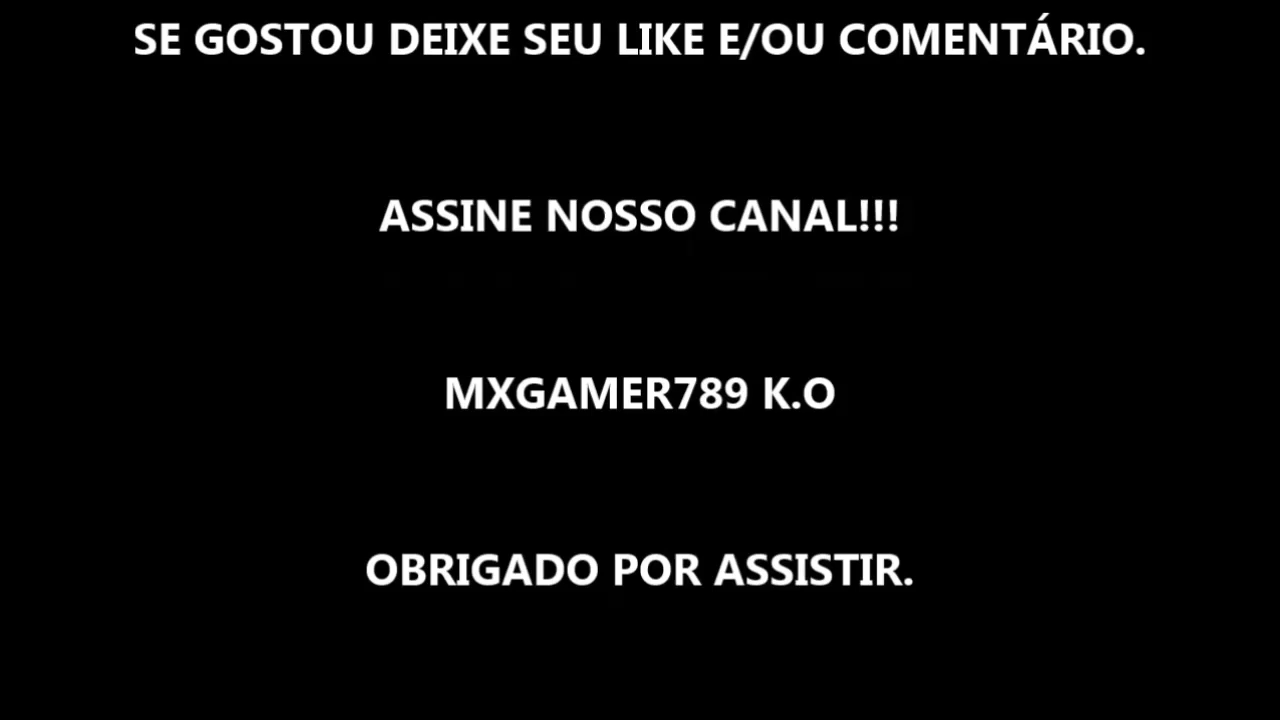 SE GOSTOU DEIXE SEU LIKE E/OU COMENTÁRIO.
ASSINE NOSSO CANAL!!!
MXGAMER789 K.O
OBRIGADO POR ASSISTIR.